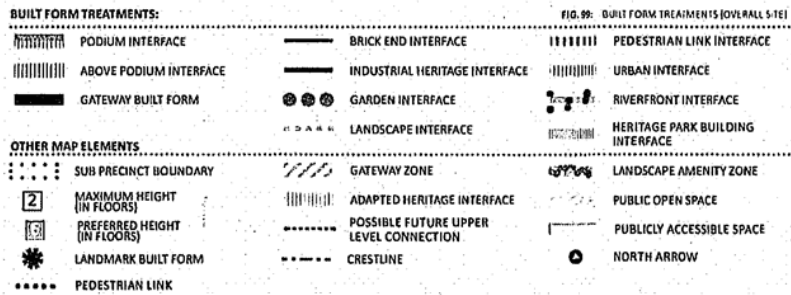 BUILT FORM TREATMENTS:
FIG. 99: BUILT FORM TREATMENTS [OVERALL SITE]
PODIUM INTERFACE
BRICK END INTERFACE
PEDESTRIAN LINK INTERFACE
ABOVE PODIUM INTERFACE
INDUSTRIAL HERITAGE INTERFACE
URBAN INTERFACE
GATEWAY BUILT FORM
GARDEN INTERFACE
RIVERFRONT INTERFACE
LANDSCAPE INTERFACE
HERITAGE PARK BUILDING
INTERFACE
OTHER MAP ELEMENTS
SUB PRECINCT BOUNDARY
GATEWAY ZONE
LANDSCAPE AMENITY ZONE
2
MAXIMUM HEIGHT
(IN FLOORS)
ADAPTED HERITAGE INTERFACE
PUBLIC OPEN SPACE
PREFERRED HEIGHT
(IN FLOORS)
POSSIBLE FUTURE UPPER
LEVEL CONNECTION
PUBLICLY ACCESSIBLE SPACE
LANDMARK BUILT FORM
CRESTLINE
NORTH ARROW
PEDESTRIAN LINK